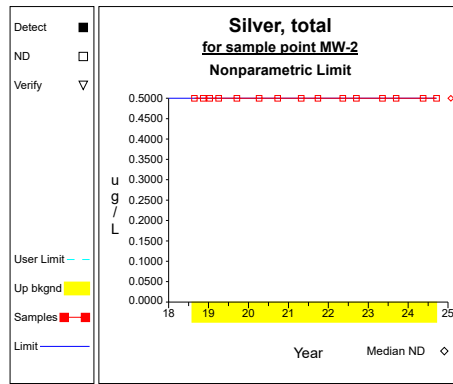 Detect
ND
Verify
User Limit
Up bkgnd
Samples
Limit
Silver, total
for sample point MW-2
Nonparametric Limit
ug/L
0.5000
0.4500
0.4000
0.3500
0.3000
0.2500
0.2000
0.1500
0.1000
0.0500
0.0000
18 19 20 21 22 23 24 25
Year
Median ND